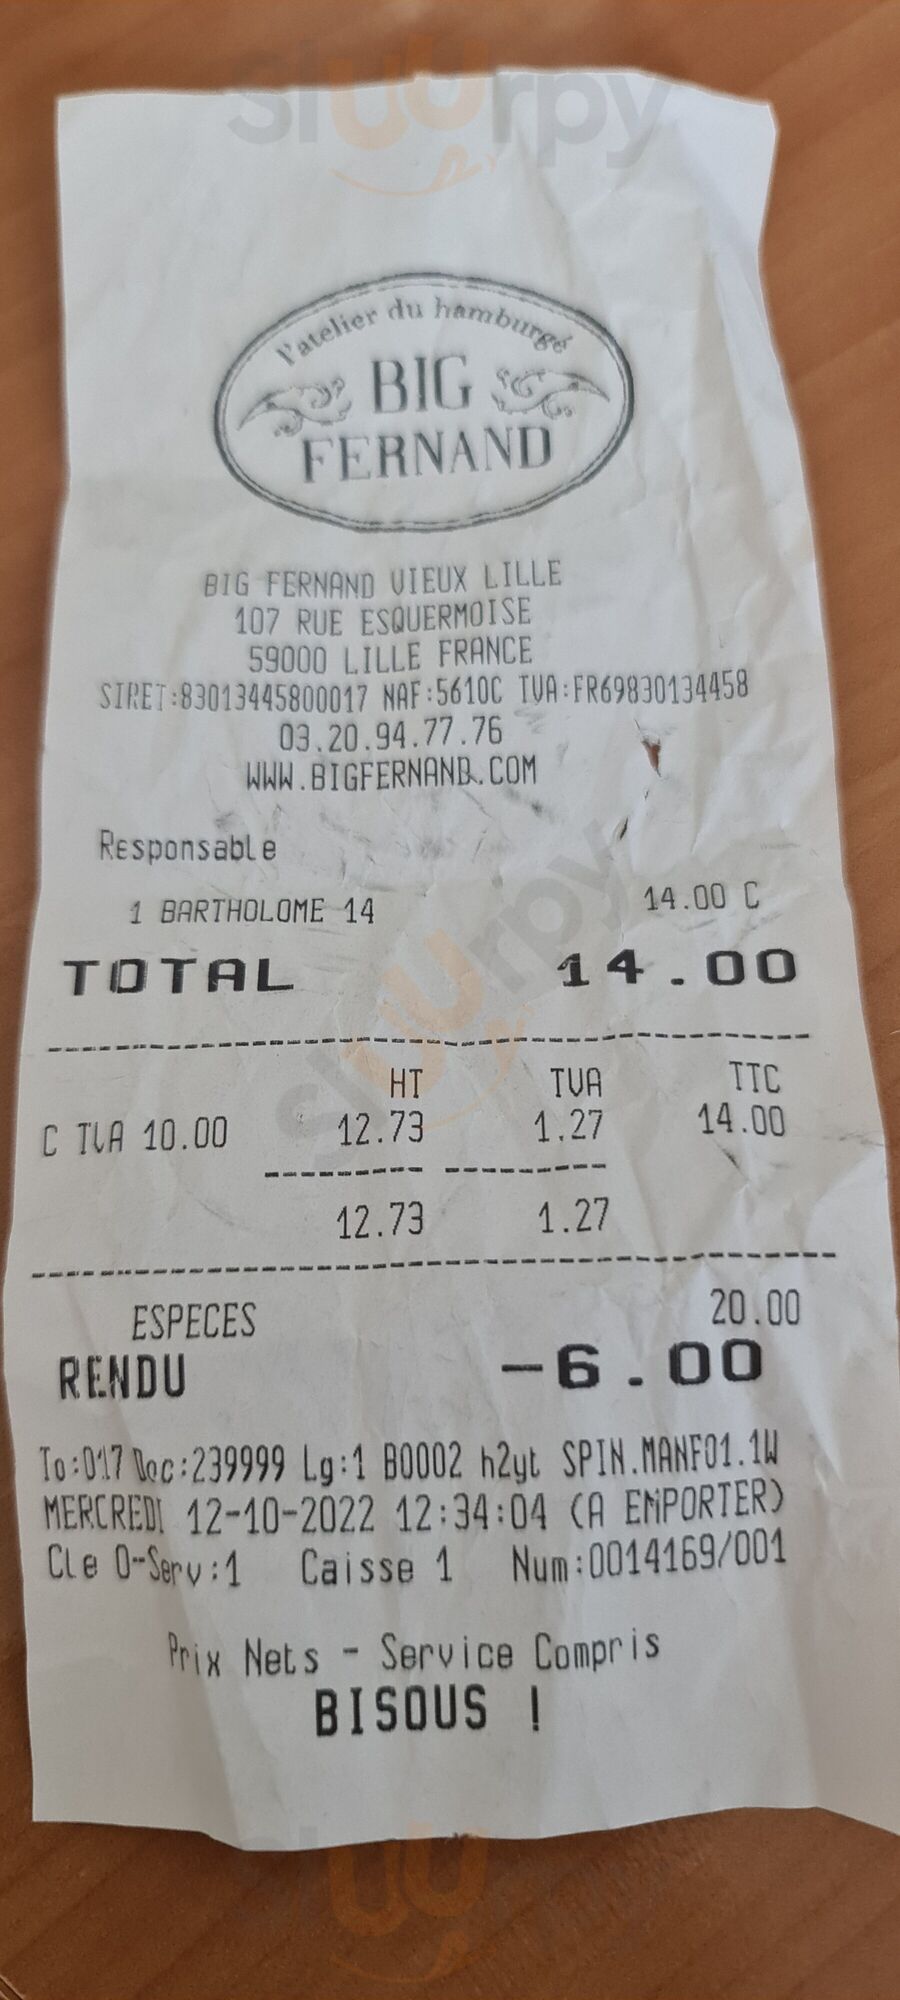 sluurpy
l'atelier du hamburgé
BIG
FERNAND
BIG FERNAND VIEUX LILLE
107 RUE ESQUERMOISE
59000 LILLE FRANCE
SIRET:83013445800017 NAF:5610C TVA:FR69830134458
03.20.94.77.76
WWW.BIGFERNAND.COM
Responsable
1 BARTHOLOME 14 14.00 C
TOTAL 14.00
HT TVA TTC
C TVA 10.00 12.73 1.27 14.00
12.73 1.27
sluurpy
ESPECES 20.00
RENDU -6.00
To:017 Doc:239999 Lg:1 B0002 h2yt SPIN.MANF01.1W
MERCREDI 12-10-2022 12:34:04 (A EMPORTER)
Cle 0-Serv:1 Caisse 1 Num:0014169/001
Prix Nets - Service Compris
BISOUS !
sluurpy